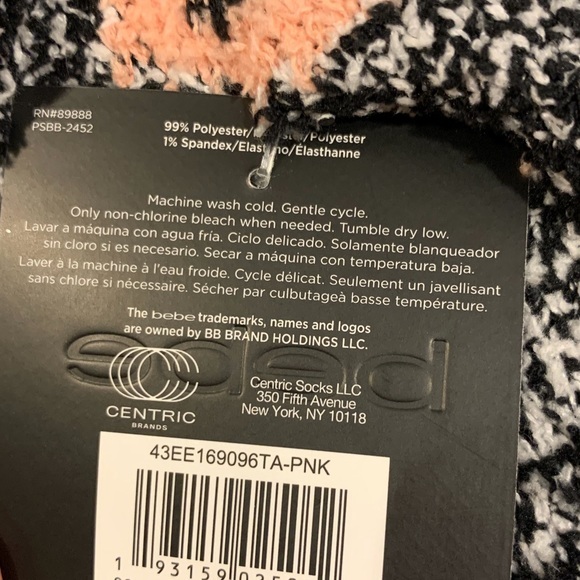 RN#89888
PSBB-2452
99% Polyester/ /Polyester
1% Spandex/ /Élasthanne
Machine wash cold. Gentle cycle.
Only non-chlorine bleach when needed. Tumble dry low.
Lavar a máquina con agua fría. Ciclo delicado. Solamente blanqueador
sin cloro si es necesario. Secar a máquina con temperatura baja.
Laver à la machine à l'eau froide. Cycle délicat. Seulement un javellisant
sans chlore si nécessaire. Sécher par culbutageà basse température.
The bebe trademarks, names and logos
are owned by BB BRAND HOLDINGS LLC.
bebe
CENTRIC
BRANDS
Centric Socks LLC
350 Fifth Avenue
New York, NY 10118
43EE169096TA-PNK
1 93159